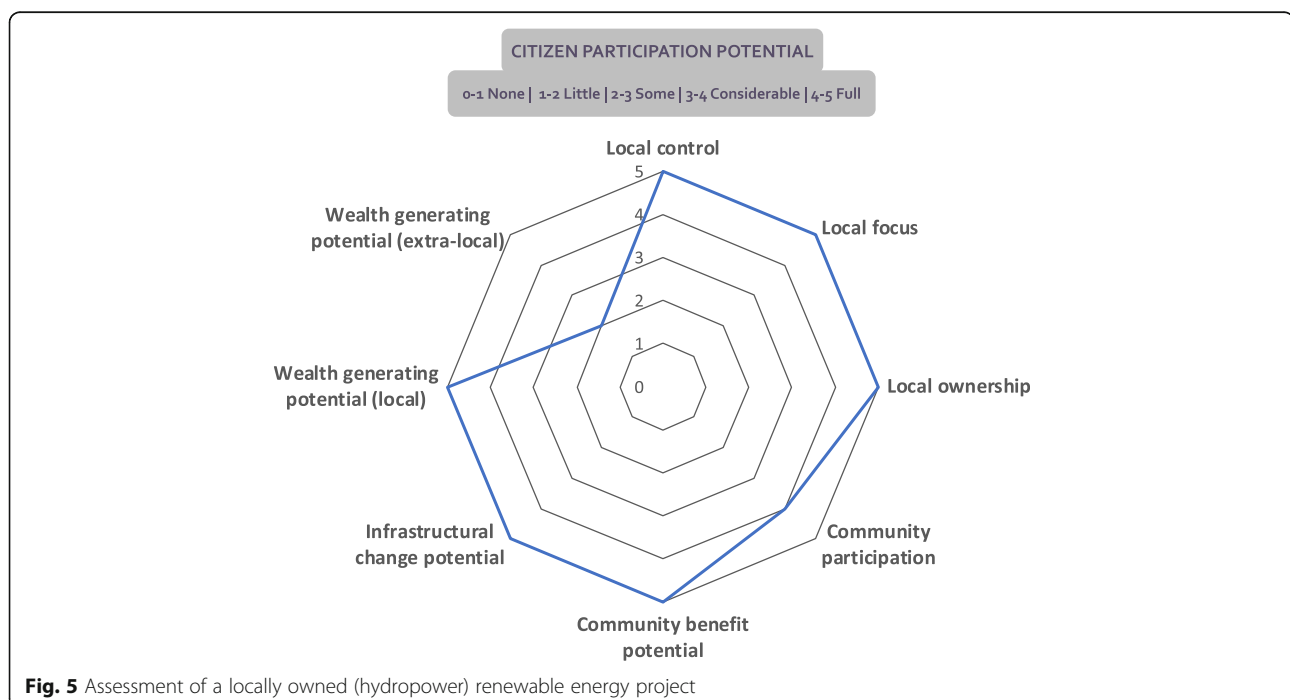 CITIZEN PARTICIPATION POTENTIAL
0-1 None | 1-2 Little | 2-3 Some | 3-4 Considerable | 4-5 Full
Local control
5
Wealth generating
potential (extra-local)
4
Local focus
3
2
1
Wealth generating
potential (local)
0
Local ownership
Infrastructural
change potential
Community
participation
Community benefit
potential
Fig. 5 Assessment of a locally owned (hydropower) renewable energy project